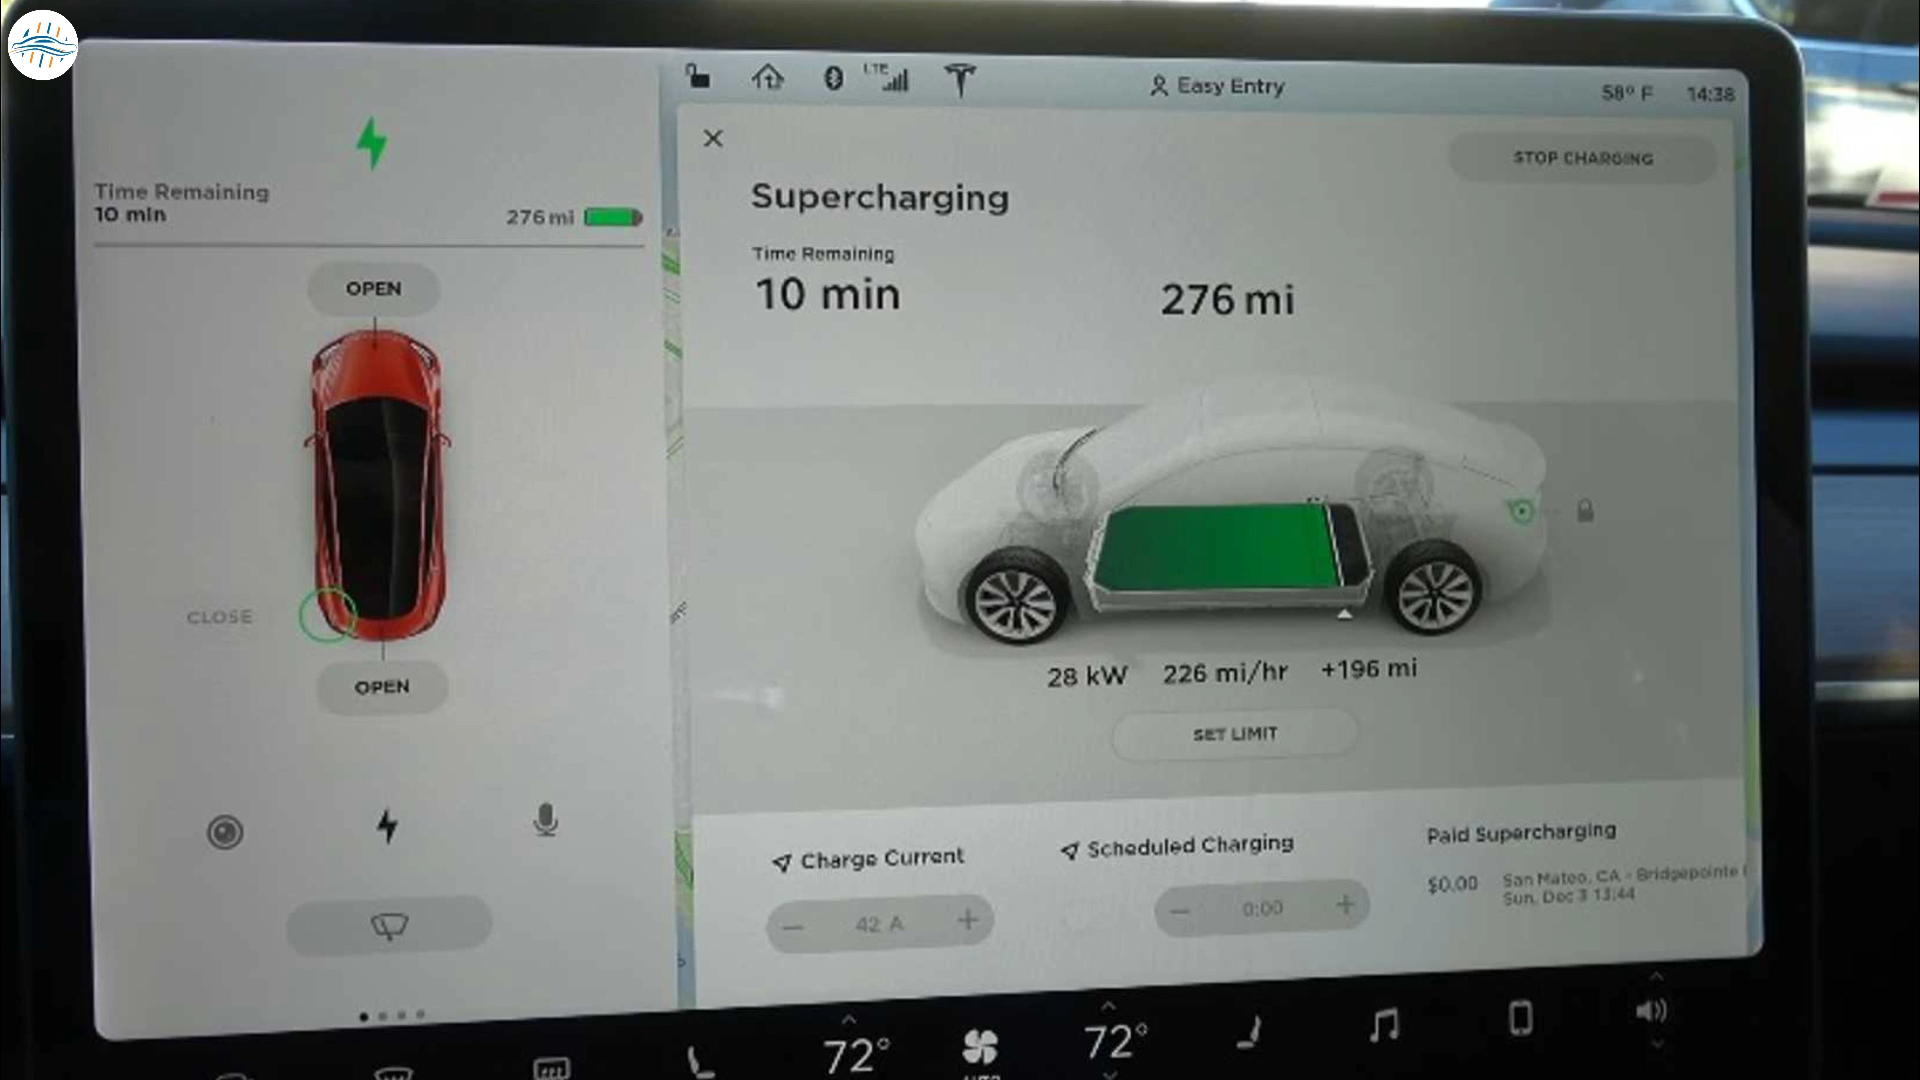 LTE
Easy Entry
58° F
14:38
Time Remaining
10 min
276 mi
OPEN
CLOSE
OPEN
STOP CHARGING
Supercharging
Time Remaining
10 min
276 mi
28 kW 226 mi/hr +196 mi
SET LIMIT
Charge Current
− 42 A +
Scheduled Charging
− 0:00 +
Paid Supercharging
$0.00
San Mateo, CA - Bridgepointe
Sun, Dec 3 13:44
72°
72°